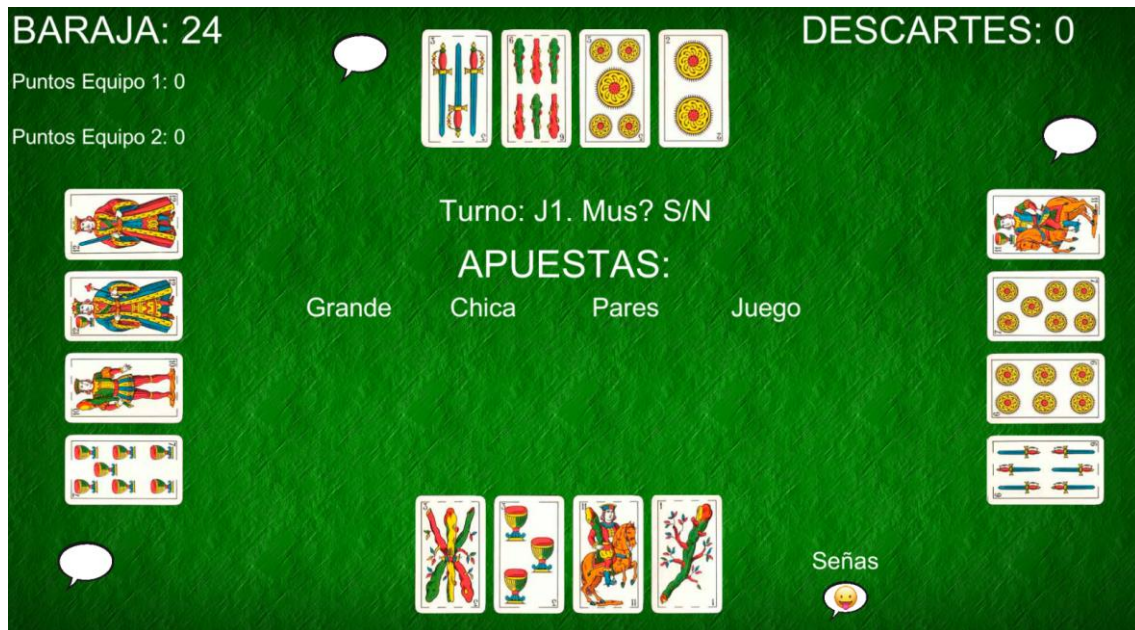 BARAJA: 24
DESCARTES: 0
Puntos Equipo 1: 0
Puntos Equipo 2: 0
Turno: J1. Mus? S/N
APUESTAS:
Grande Chica Pares Juego
Señas